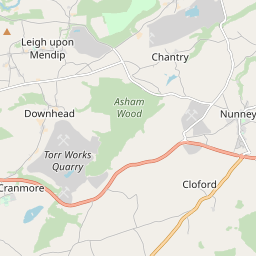 Leigh upon
Mendip
Chantry
Asham
Wood
Downhead
Nunney
Torr Works
Quarry
Cranmore
Cloford